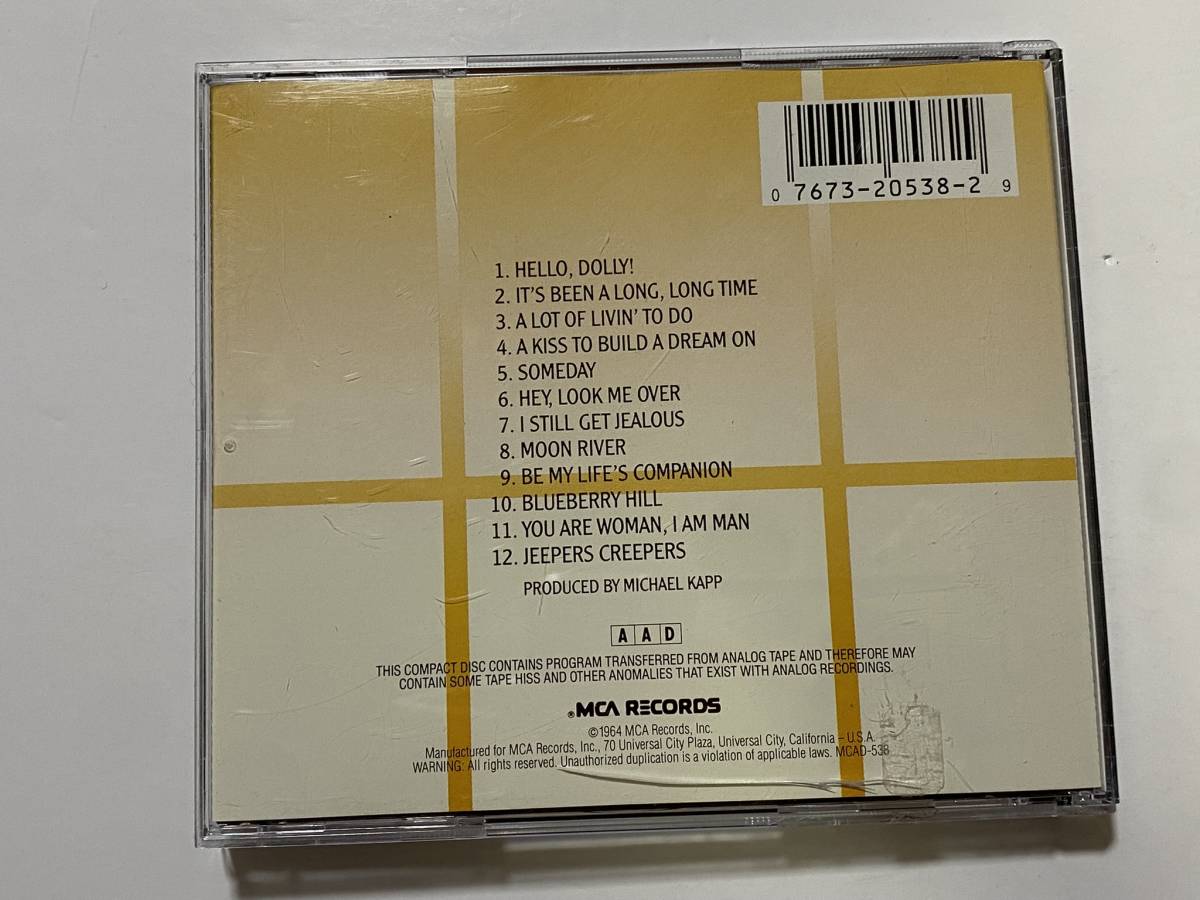 0 7673-20538-2 9
1. HELLO, DOLLY!
2. IT'S BEEN A LONG, LONG TIME
3. A LOT OF LIVIN' TO DO
4. A KISS TO BUILD A DREAM ON
5. SOMEDAY
6. HEY, LOOK ME OVER
7. I STILL GET JEALOUS
8. MOON RIVER
9. BE MY LIFE'S COMPANION
10. BLUEBERRY HILL
11. YOU ARE WOMAN, I AM MAN
12. JEEPERS CREEPERS
PRODUCED BY MICHAEL KAPP
A A D
THIS COMPACT DISC CONTAINS PROGRAM TRANSFERRED FROM ANALOG TAPE AND THEREFORE MAY
CONTAIN SOME TAPE HISS AND OTHER ANOMALIES THAT EXIST WITH ANALOG RECORDINGS.
®MCA RECORDS
©1964 MCA Records, Inc.
Manufactured for MCA Records, Inc., 70 Universal City Plaza, Universal City, California – U.S.A.
WARNING: All rights reserved. Unauthorized duplication is a violation of applicable laws. MCAD-538